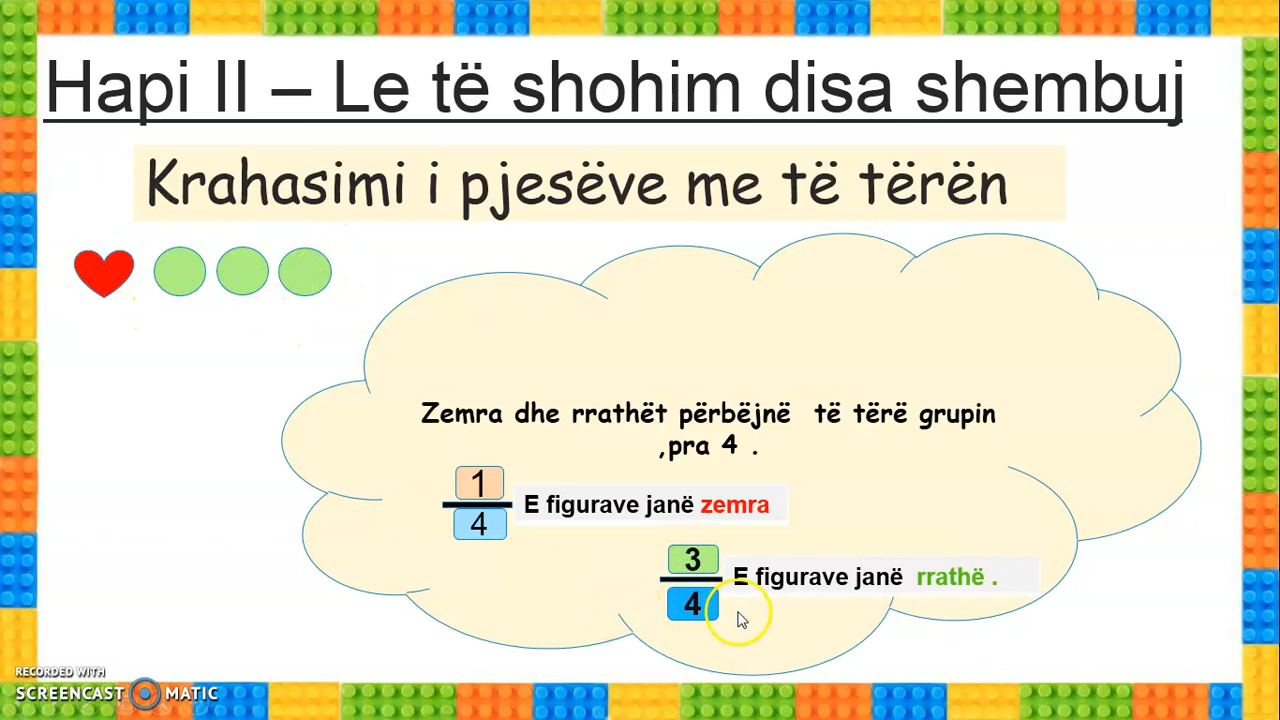 Hapi II – Le të shohim disa shembuj
Krahasimi i pjesëve me të tërën
Zemra dhe rrathët përbëjnë të tërë grupin
,pra 4 .
1
4
E figurave janë zemra
3
4
E figurave janë rrathë .
RECORDED WITH
SCREENCAST MATIC